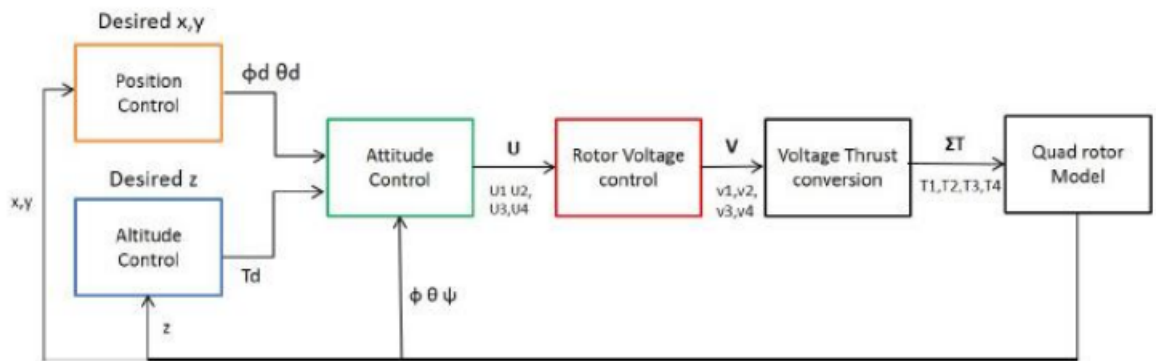 Desired x,y
Position
Control
ϕd θd
Desired z
Altitude
Control
Td
x,y
z
Attitude
Control
ϕ θ ψ
U
U1 U2,
U3,U4
Rotor Voltage
control
V
v1,v2,
v3,v4
Voltage Thrust
conversion
ΣT
T1,T2,T3,T4
Quad rotor
Model